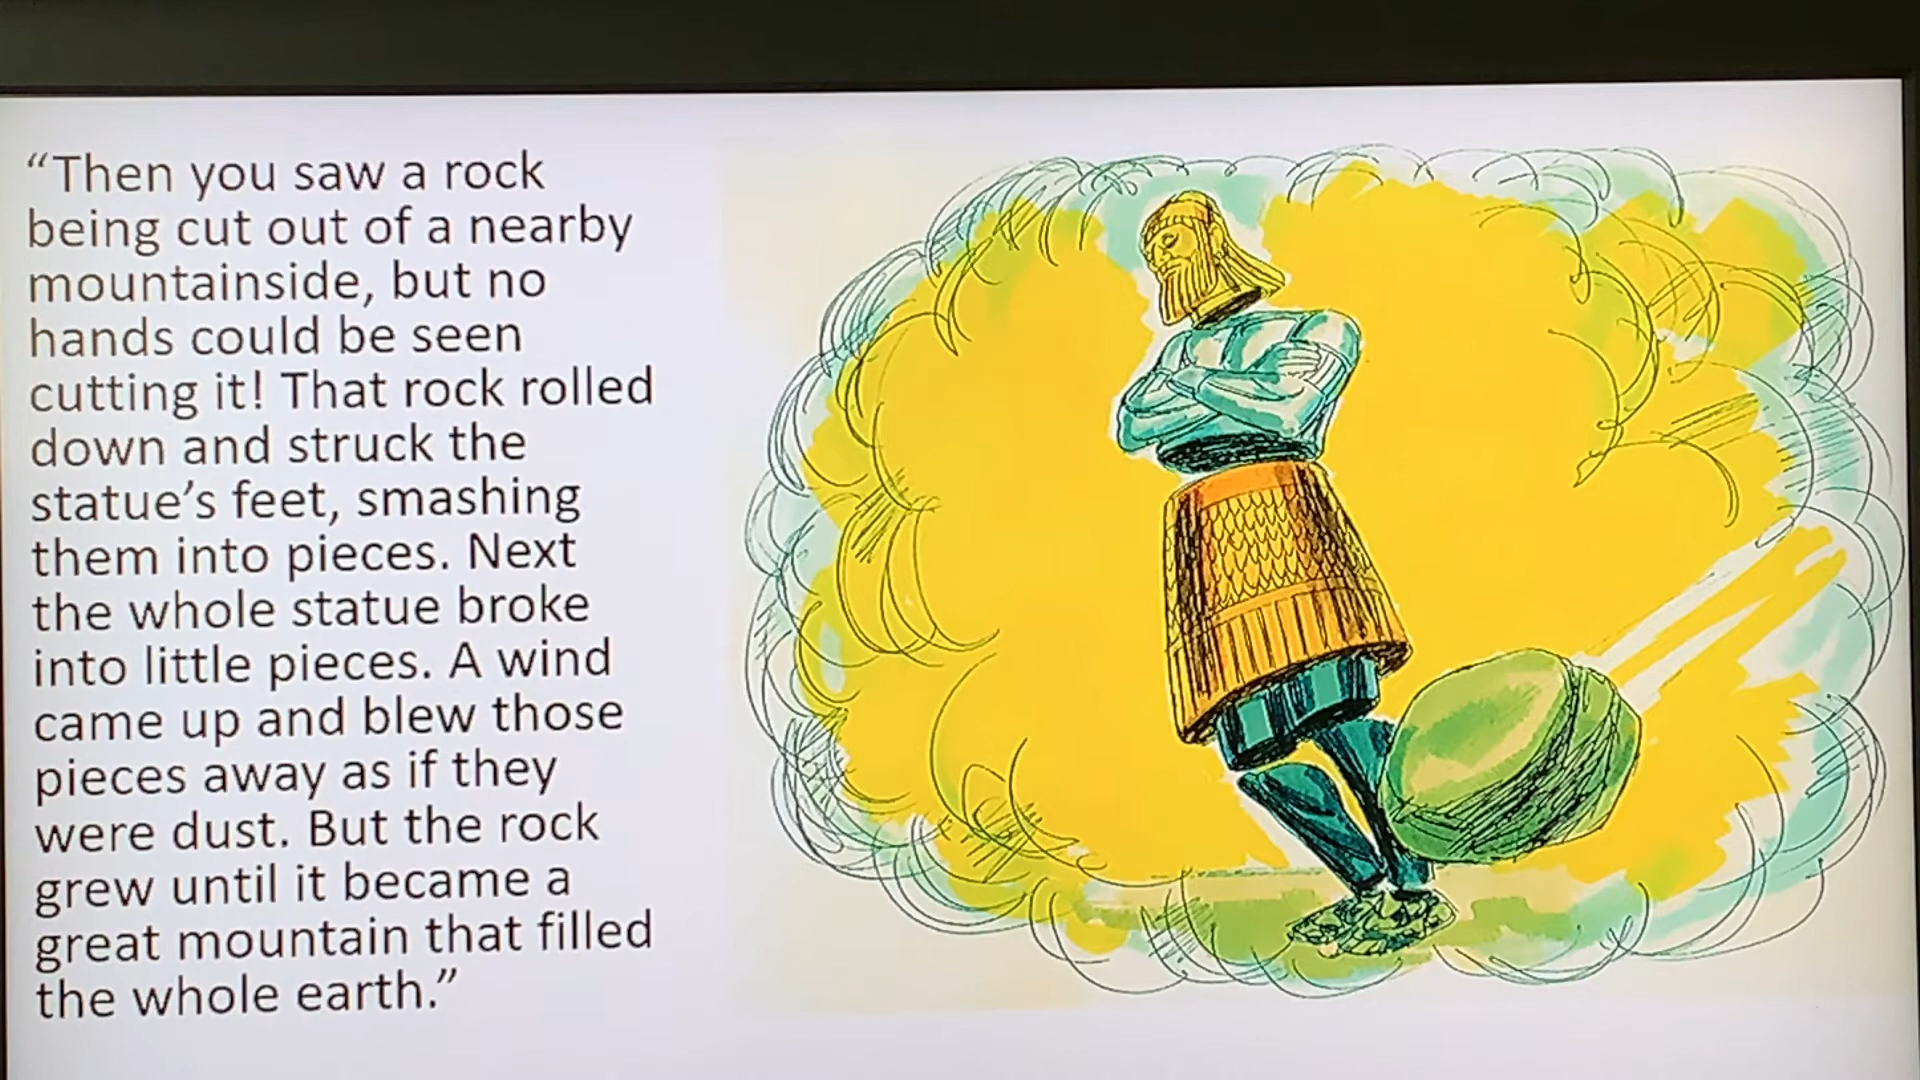 “Then you saw a rock
being cut out of a nearby
mountainside, but no
hands could be seen
cutting it! That rock rolled
down and struck the
statue’s feet, smashing
them into pieces. Next
the whole statue broke
into little pieces. A wind
came up and blew those
pieces away as if they
were dust. But the rock
grew until it became a
great mountain that filled
the whole earth.”